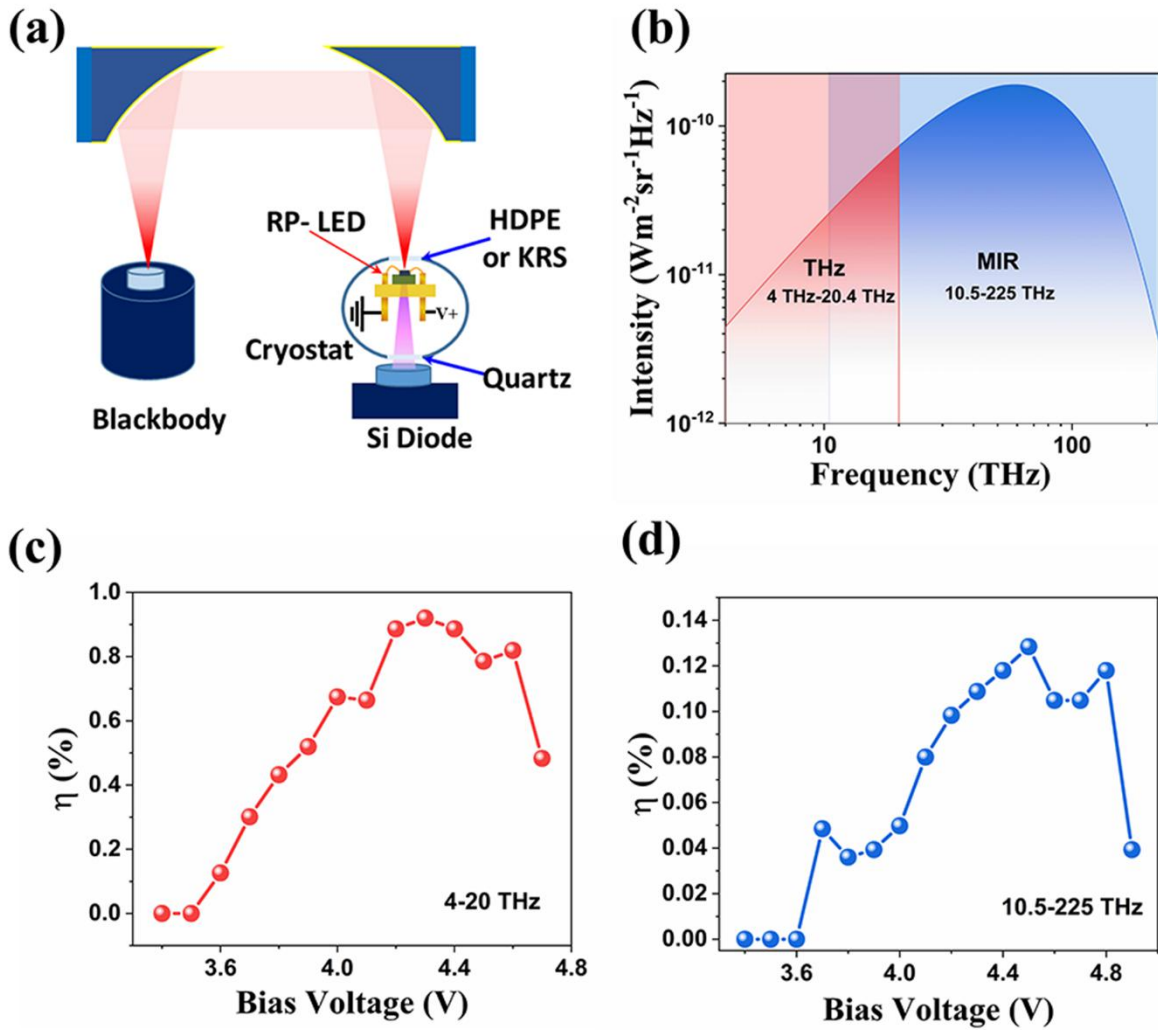 (a)
RP- LED
HDPE
or KRS
V+
Cryostat
Quartz
Blackbody
Si Diode
(b)
Intensity (Wm⁻²sr⁻¹Hz⁻¹)
10⁻¹⁰
10⁻¹¹
10⁻¹²
THz
4 THz-20.4 THz
MIR
10.5-225 THz
10 100
Frequency (THz)
(c)
η (%)
1.0
0.8
0.6
0.4
0.2
0.0
4-20 THz
3.6 4.0 4.4 4.8
Bias Voltage (V)
(d)
η (%)
0.14
0.12
0.10
0.08
0.06
0.04
0.02
0.00
10.5-225 THz
3.6 4.0 4.4 4.8
Bias Voltage (V)